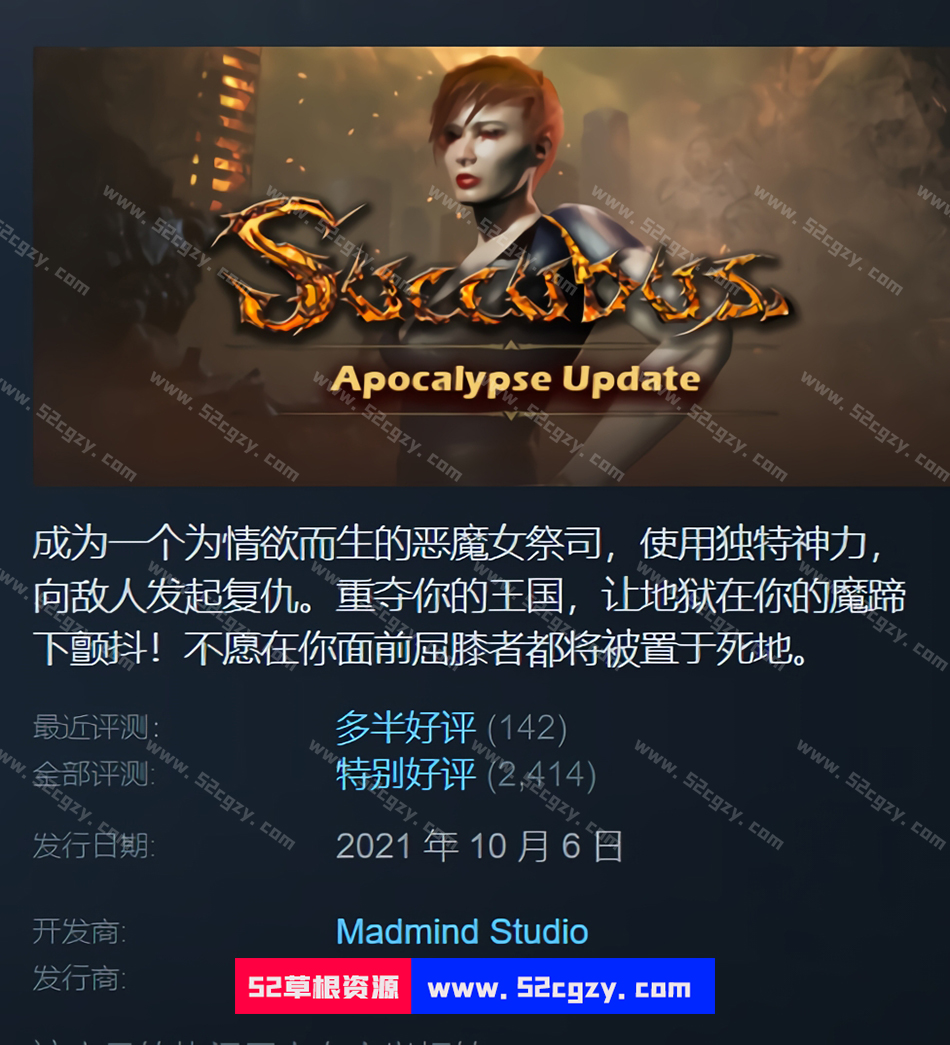 Succubus
Apocalypse Update
成为一个为情欲而生的恶魔女祭司，使用独特神力，
向敌人发起复仇。重夺你的王国，让地狱在你的魔蹄
下颤抖！不愿在你面前屈膝者都将被置于死地。
最近评测：
多半好评 (142)
全部评测:
特别好评 (2,414)
发行日期:
2021 年 10 月 6 日
开发商:
Madmind Studio
发行商:
52草根资源
www.52cgzy.com